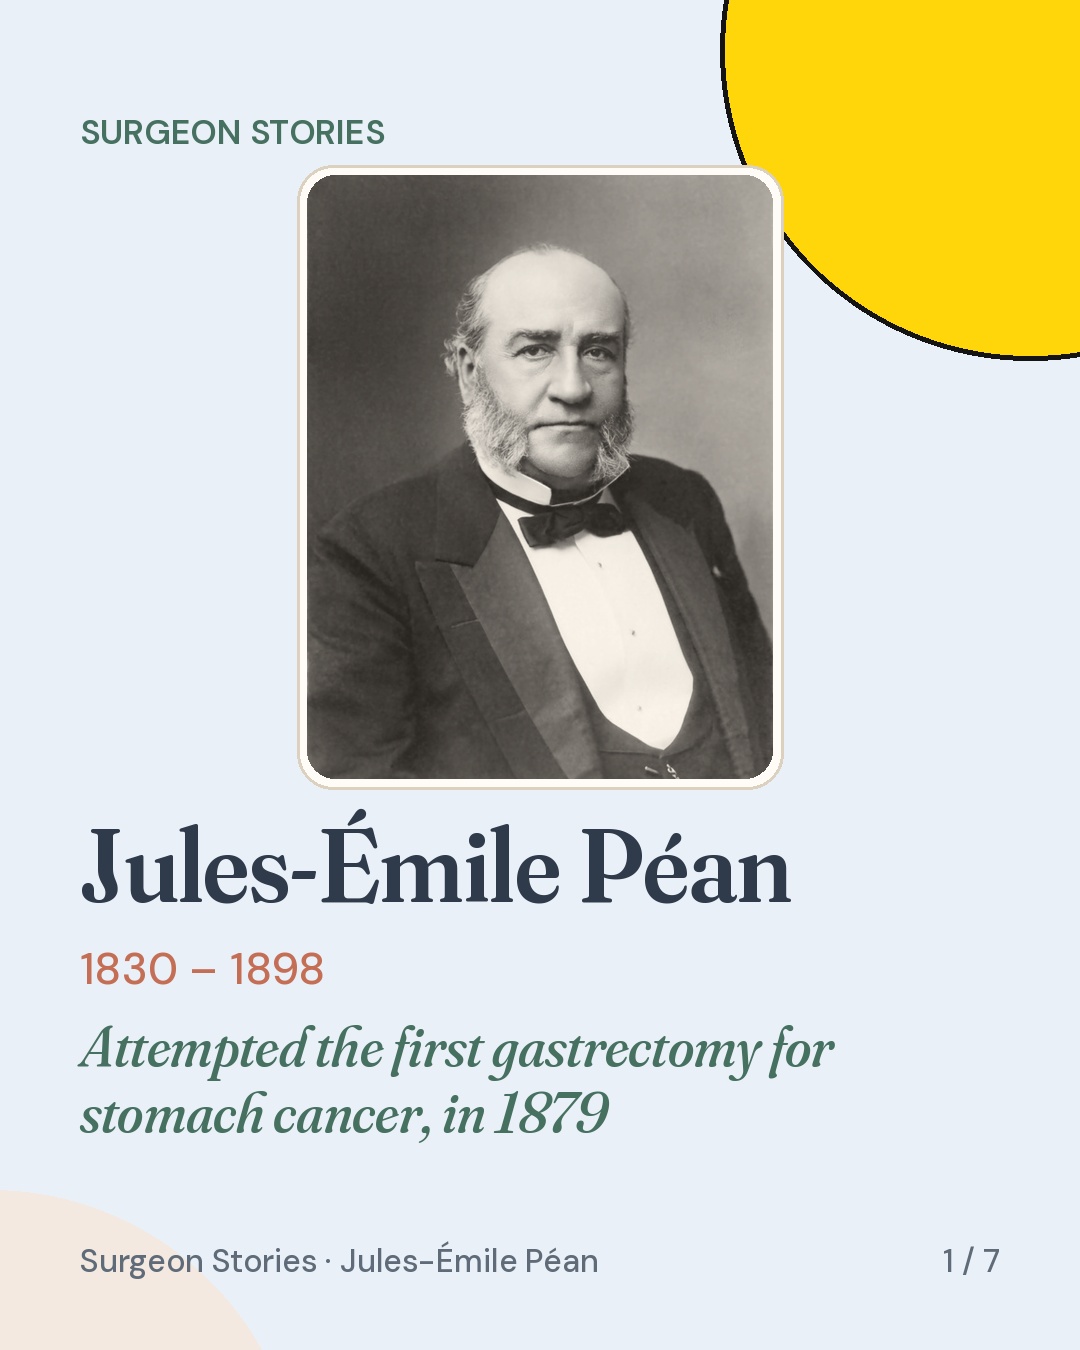 SURGEON STORIES
Jules-Émile Péan
1830 – 1898
Attempted the first gastrectomy for
stomach cancer, in 1879
Surgeon Stories · Jules-Émile Péan
1 / 7